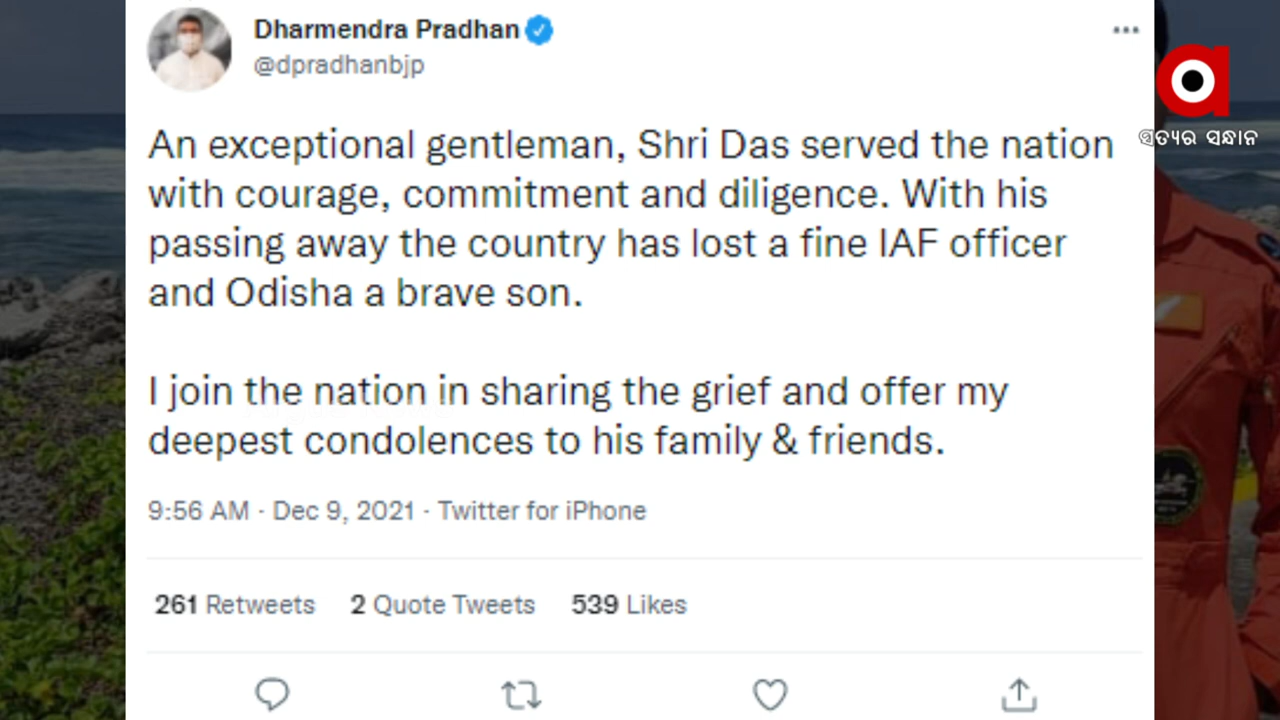 Dharmendra Pradhan
@dpradhanbjp
ସତ୍ୟର ସନ୍ଧାନ
An exceptional gentleman, Shri Das served the nation
with courage, commitment and diligence. With his
passing away the country has lost a fine IAF officer
and Odisha a brave son.
I join the nation in sharing the grief and offer my
deepest condolences to his family & friends.
9:56 AM · Dec 9, 2021 · Twitter for iPhone
261 Retweets 2 Quote Tweets 539 Likes